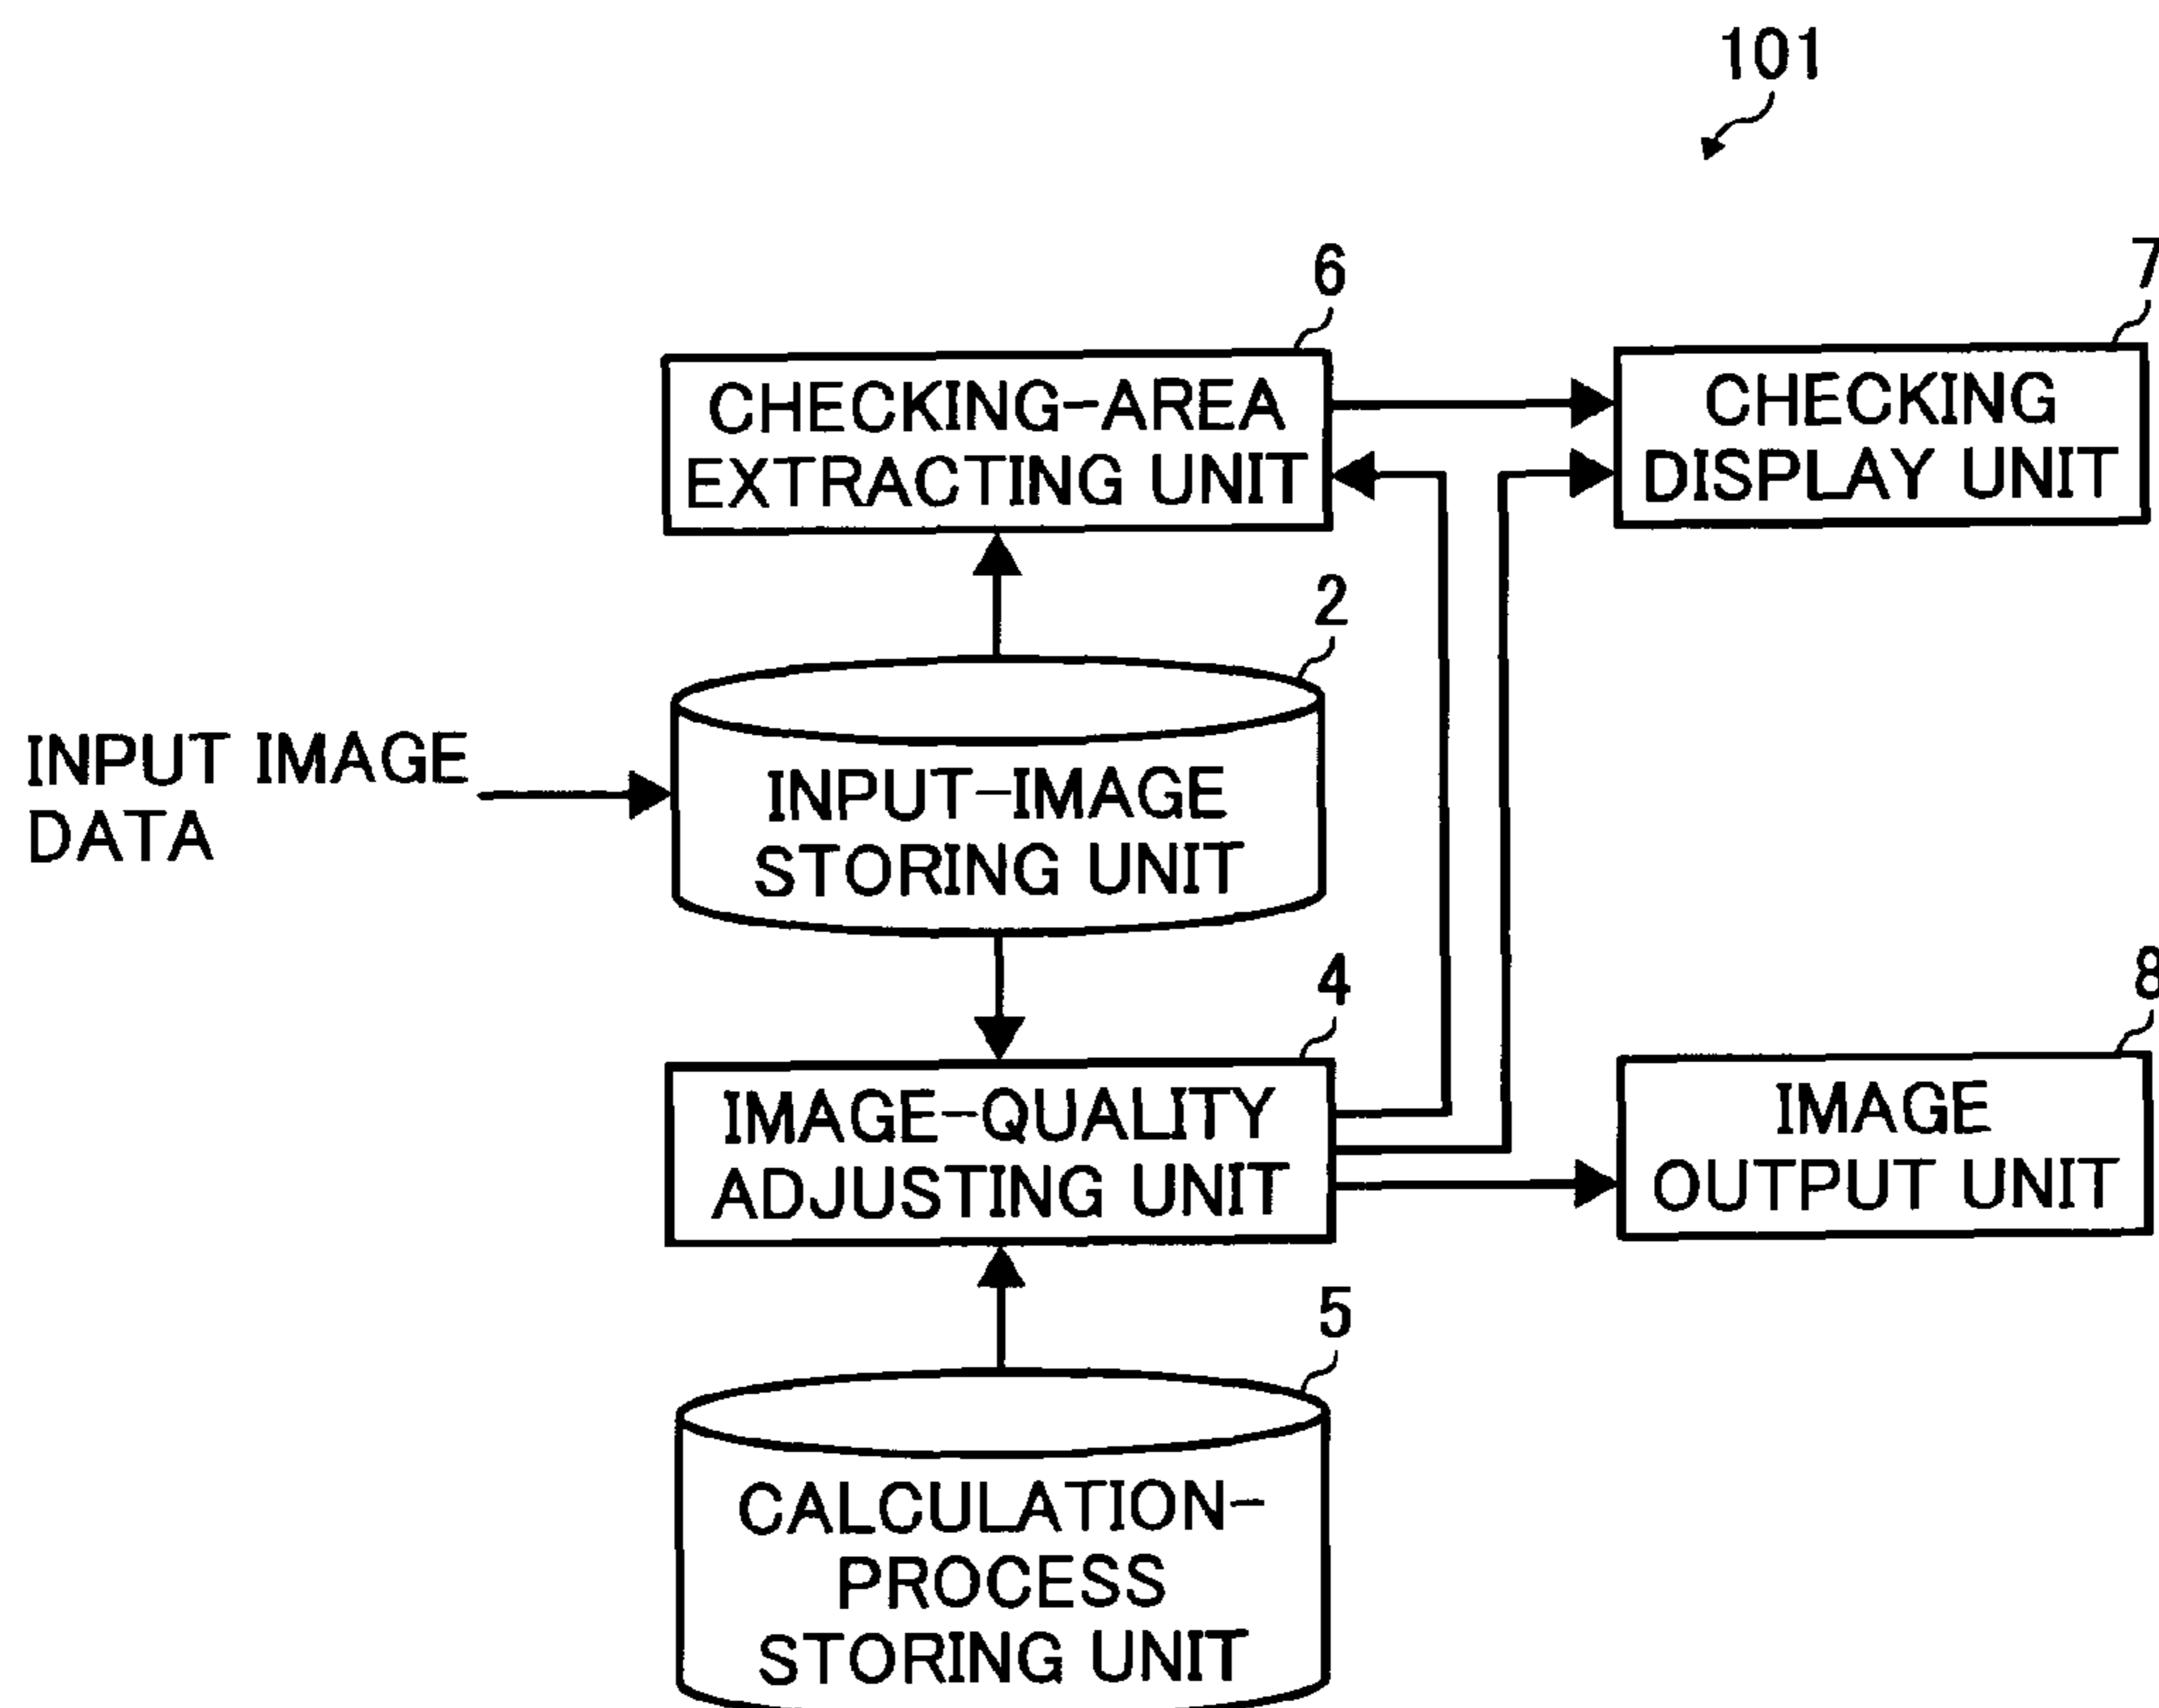 101
6
CHECKING-AREA
EXTRACTING UNIT
7
CHECKING
DISPLAY UNIT
2
INPUT IMAGE
DATA
INPUT-IMAGE
STORING UNIT
4
IMAGE-QUALITY
ADJUSTING UNIT
8
IMAGE
OUTPUT UNIT
5
CALCULATION-
PROCESS
STORING UNIT